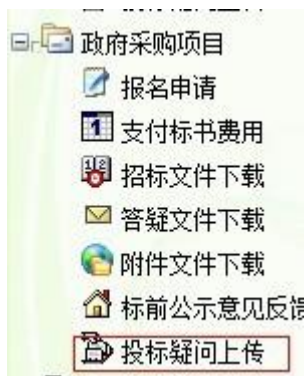 政府采购项目
报名申请
支付标书费用
招标文件下载
答疑文件下载
附件文件下载
标前公示意见反馈
投标疑问上传